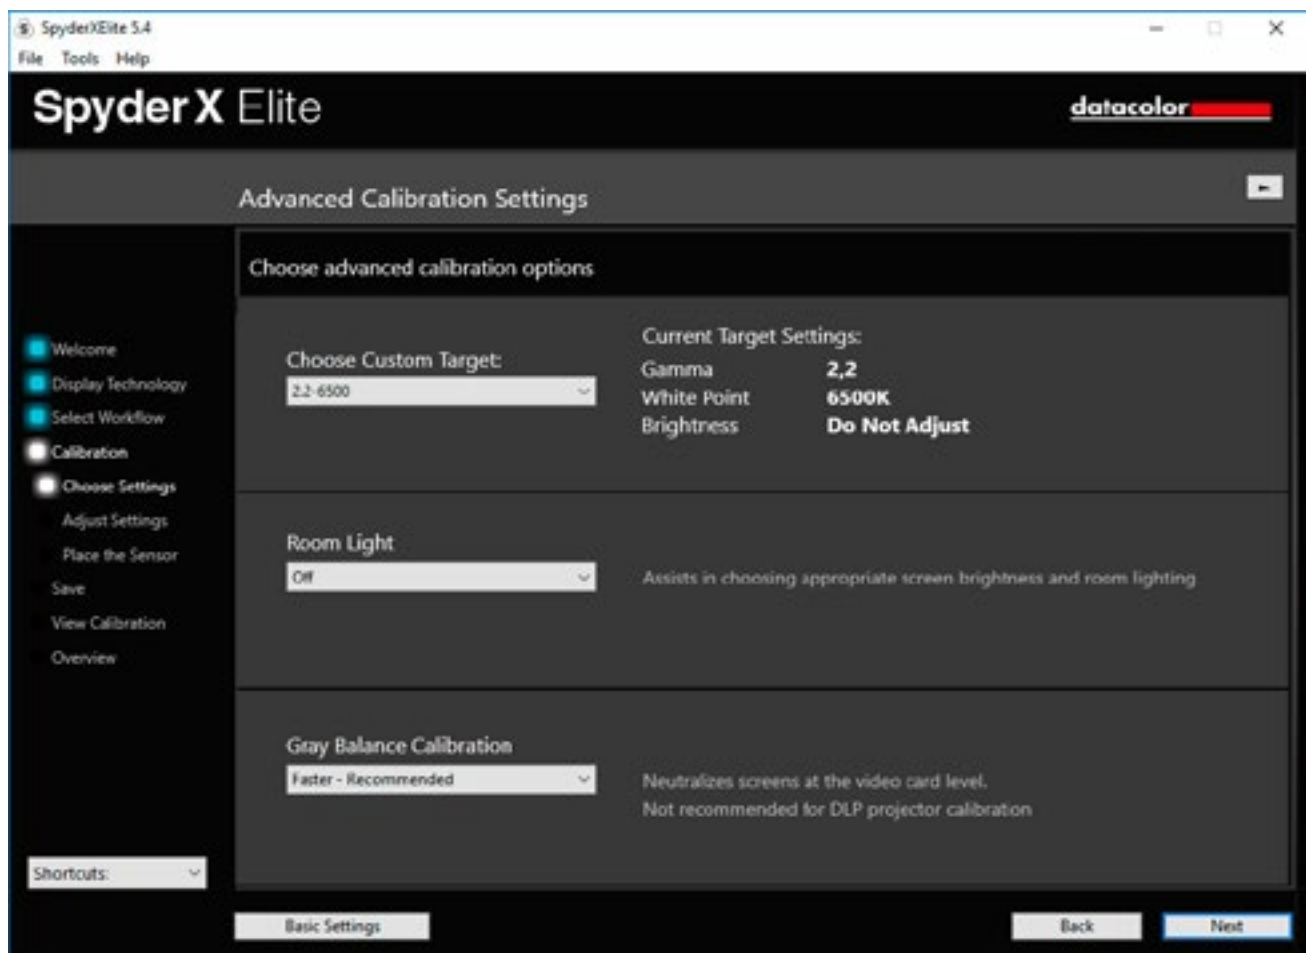 SpyderXElite 5.4
File Tools Help
SpyderX Elite
datacolor
Advanced Calibration Settings
Choose advanced calibration options
Welcome
Display Technology
Select Workflow
Calibration
Choose Settings
Adjust Settings
Place the Sensor
Save
View Calibration
Overview
Shortcuts:
Choose Custom Target:
2.2-6500
Current Target Settings:
Gamma 2,2
White Point 6500K
Brightness Do Not Adjust
Room Light
Off
Assists in choosing appropriate screen brightness and room lighting
Gray Balance Calibration
Faster - Recommended
Neutralizes screens at the video card level.
Not recommended for DLP projector calibration
Basic Settings
Back
Next